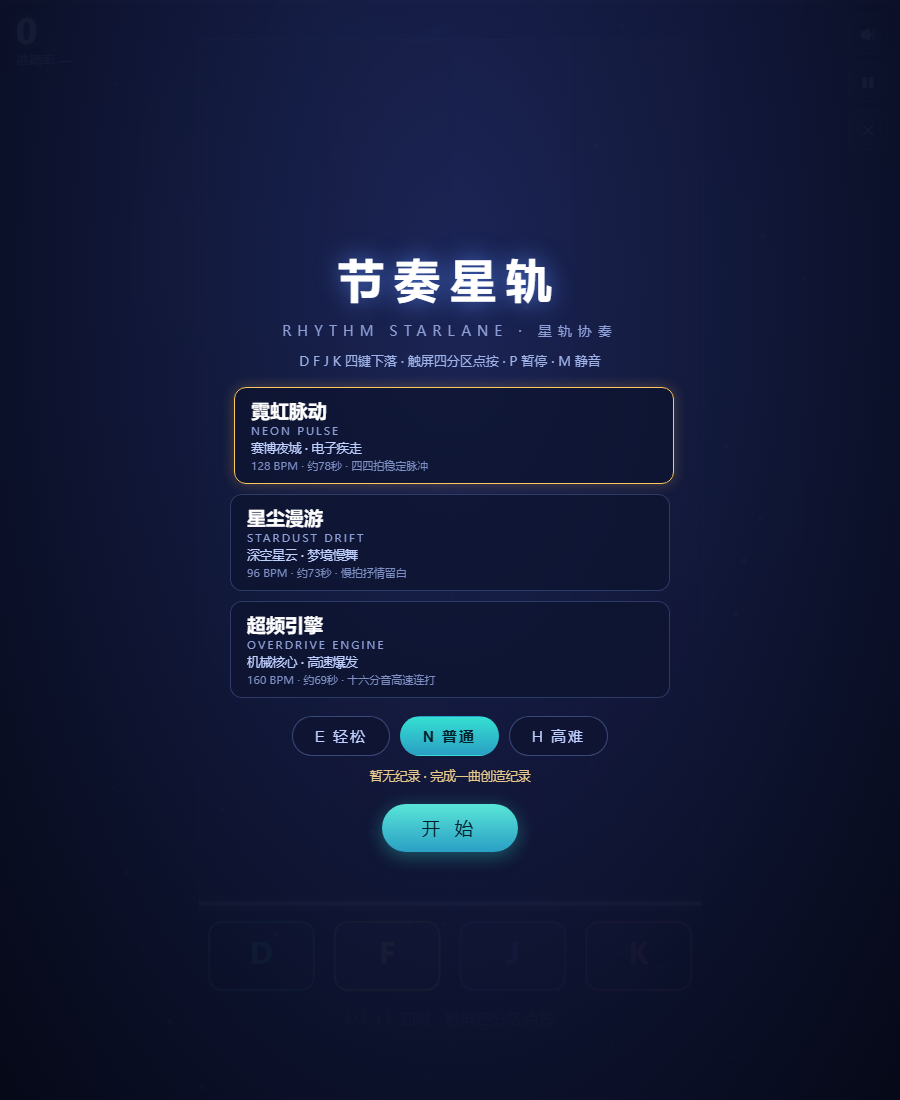 0
节奏星轨
RHYTHM STARLANE · 星轨协奏
D F J K 四键下落 · 触屏四分区点按 · P 暂停 · M 静音
霓虹脉动
NEON PULSE
赛博夜城 · 电子疾走
128 BPM · 约78秒 · 四四拍稳定脉冲
星尘漫游
STARDUST DRIFT
深空星云 · 梦境慢舞
96 BPM · 约73秒 · 慢拍抒情留白
超频引擎
OVERDRIVE ENGINE
机械核心 · 高速爆发
160 BPM · 约69秒 · 十六分音高速连打
E 轻松 N 普通 H 高难
暂无纪录 · 完成一曲创造纪录
开 始
D F J K